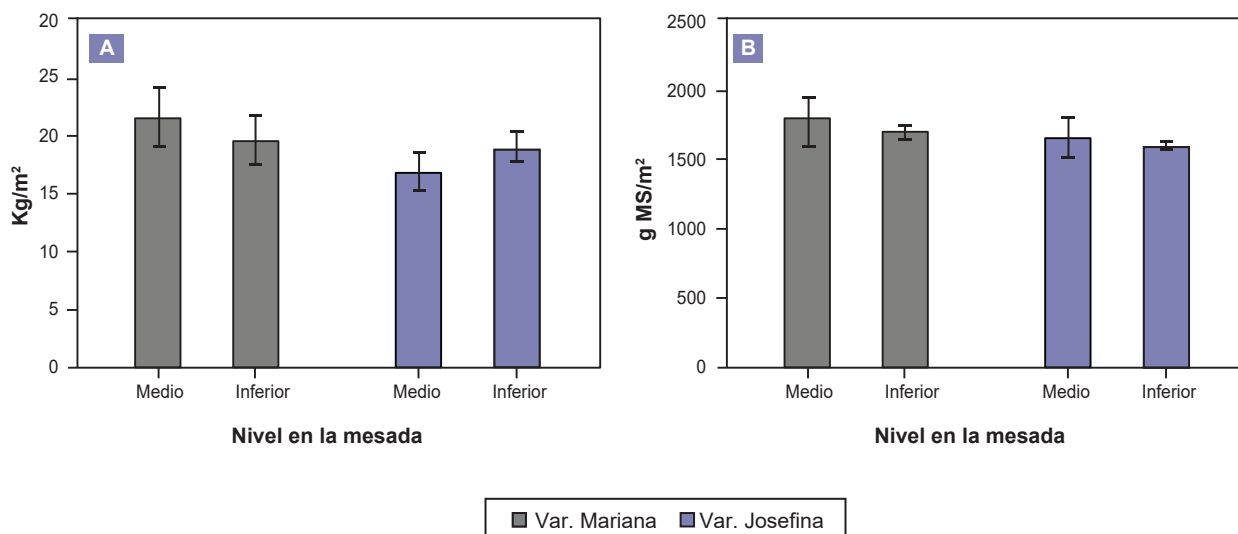 A
20
25
20
15
10
5
0
Kg/m²
Medio Inferior Medio Inferior
Nivel en la mesada
B
2500
2000
1500
1000
500
0
g MS/m²
Medio Inferior Medio Inferior
Nivel en la mesada
Var. Mariana Var. Josefina